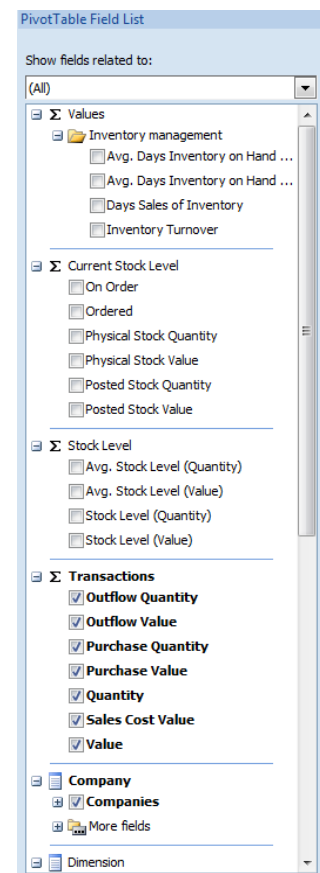 PivotTable Field List
Show fields related to:
(All)
Σ Values
Inventory management
Avg. Days Inventory on Hand ...
Avg. Days Inventory on Hand ...
Days Sales of Inventory
Inventory Turnover
Σ Current Stock Level
On Order
Ordered
Physical Stock Quantity
Physical Stock Value
Posted Stock Quantity
Posted Stock Value
Σ Stock Level
Avg. Stock Level (Quantity)
Avg. Stock Level (Value)
Stock Level (Quantity)
Stock Level (Value)
Σ Transactions
Outflow Quantity
Outflow Value
Purchase Quantity
Purchase Value
Quantity
Sales Cost Value
Value
Company
Companies
More fields
Dimension